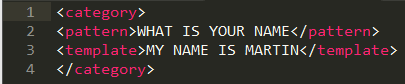 1 <category>
2 <pattern>WHAT IS YOUR NAME</pattern>
3 <template>MY NAME IS MARTIN</template>
4 </category>